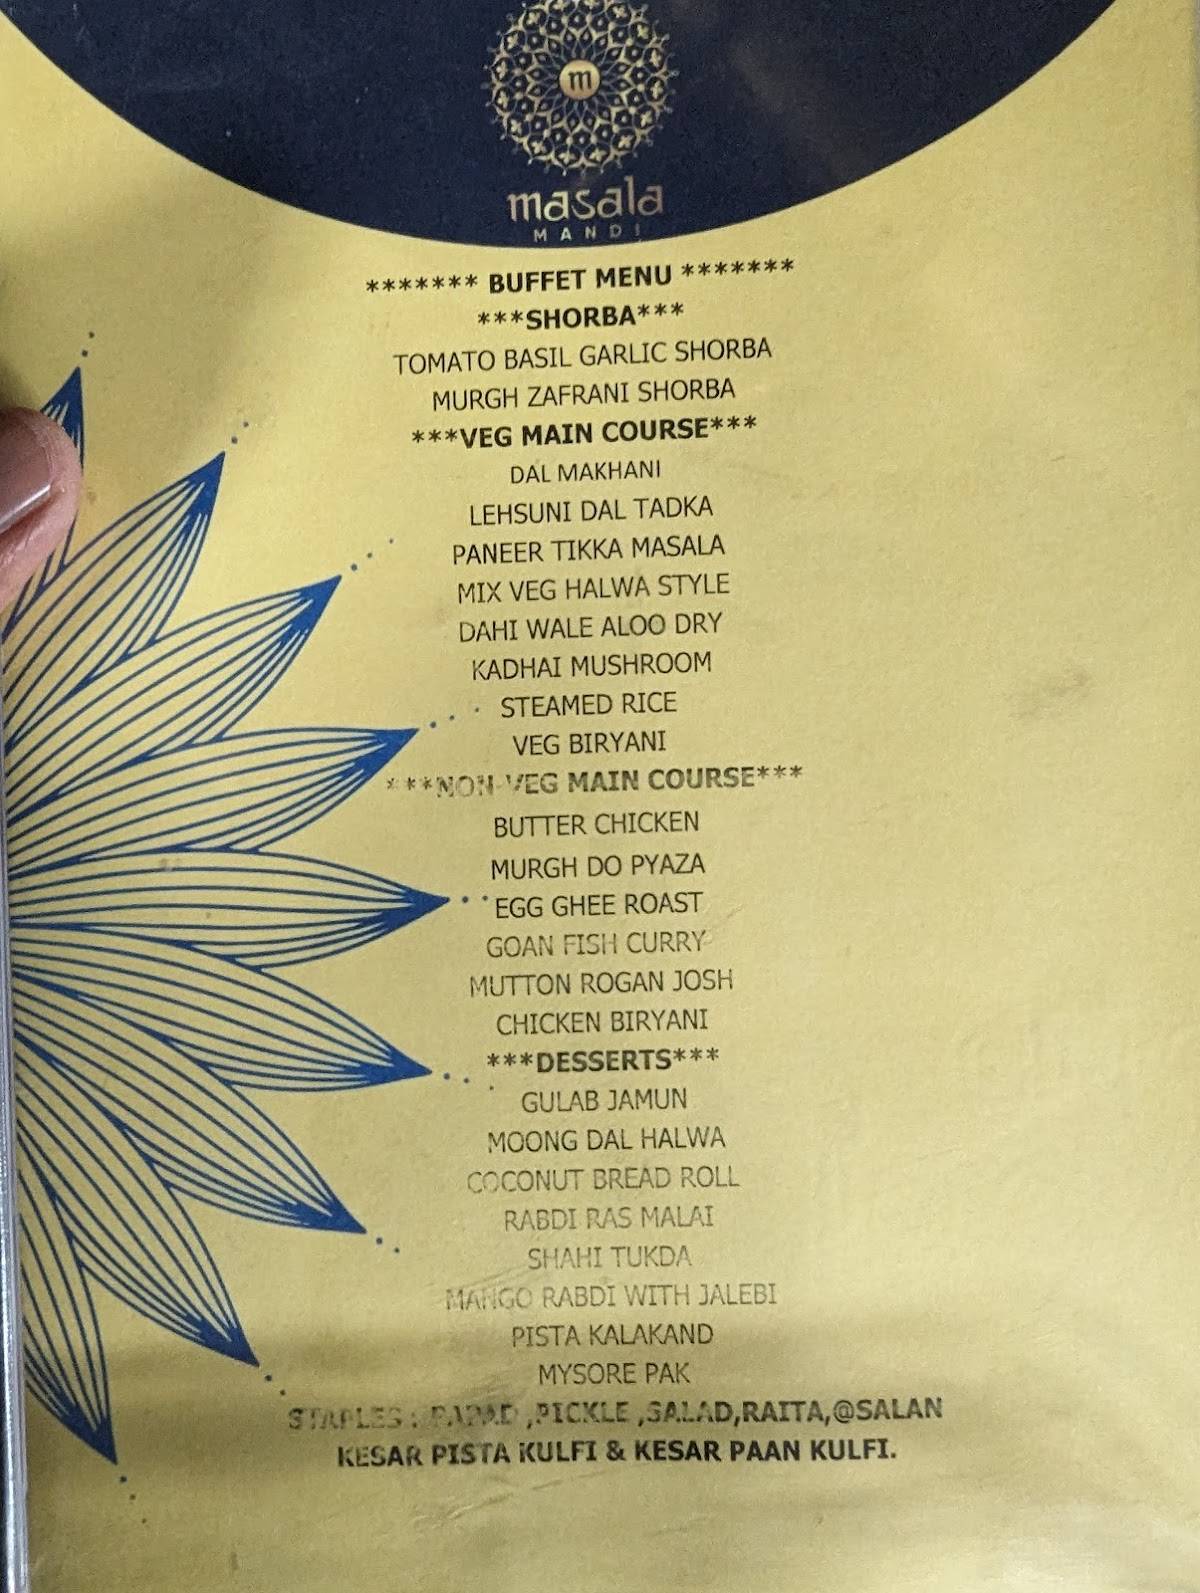 m
masala
MANDI
******* BUFFET MENU *******
***SHORBA***
TOMATO BASIL GARLIC SHORBA
MURGH ZAFRANI SHORBA
***VEG MAIN COURSE***
DAL MAKHANI
LEHSUNI DAL TADKA
PANEER TIKKA MASALA
MIX VEG HALWA STYLE
DAHI WALE ALOO DRY
KADHAI MUSHROOM
STEAMED RICE
VEG BIRYANI
***NON-VEG MAIN COURSE***
BUTTER CHICKEN
MURGH DO PYAZA
EGG GHEE ROAST
GOAN FISH CURRY
MUTTON ROGAN JOSH
CHICKEN BIRYANI
***DESSERTS***
GULAB JAMUN
MOONG DAL HALWA
COCONUT BREAD ROLL
RABDI RAS MALAI
SHAHI TUKDA
MANGO RABDI WITH JALEBI
PISTA KALAKAND
MYSORE PAK
STAPLES : PAPAD ,PICKLE ,SALAD,RAITA,@SALAN
KESAR PISTA KULFI & KESAR PAAN KULFI.